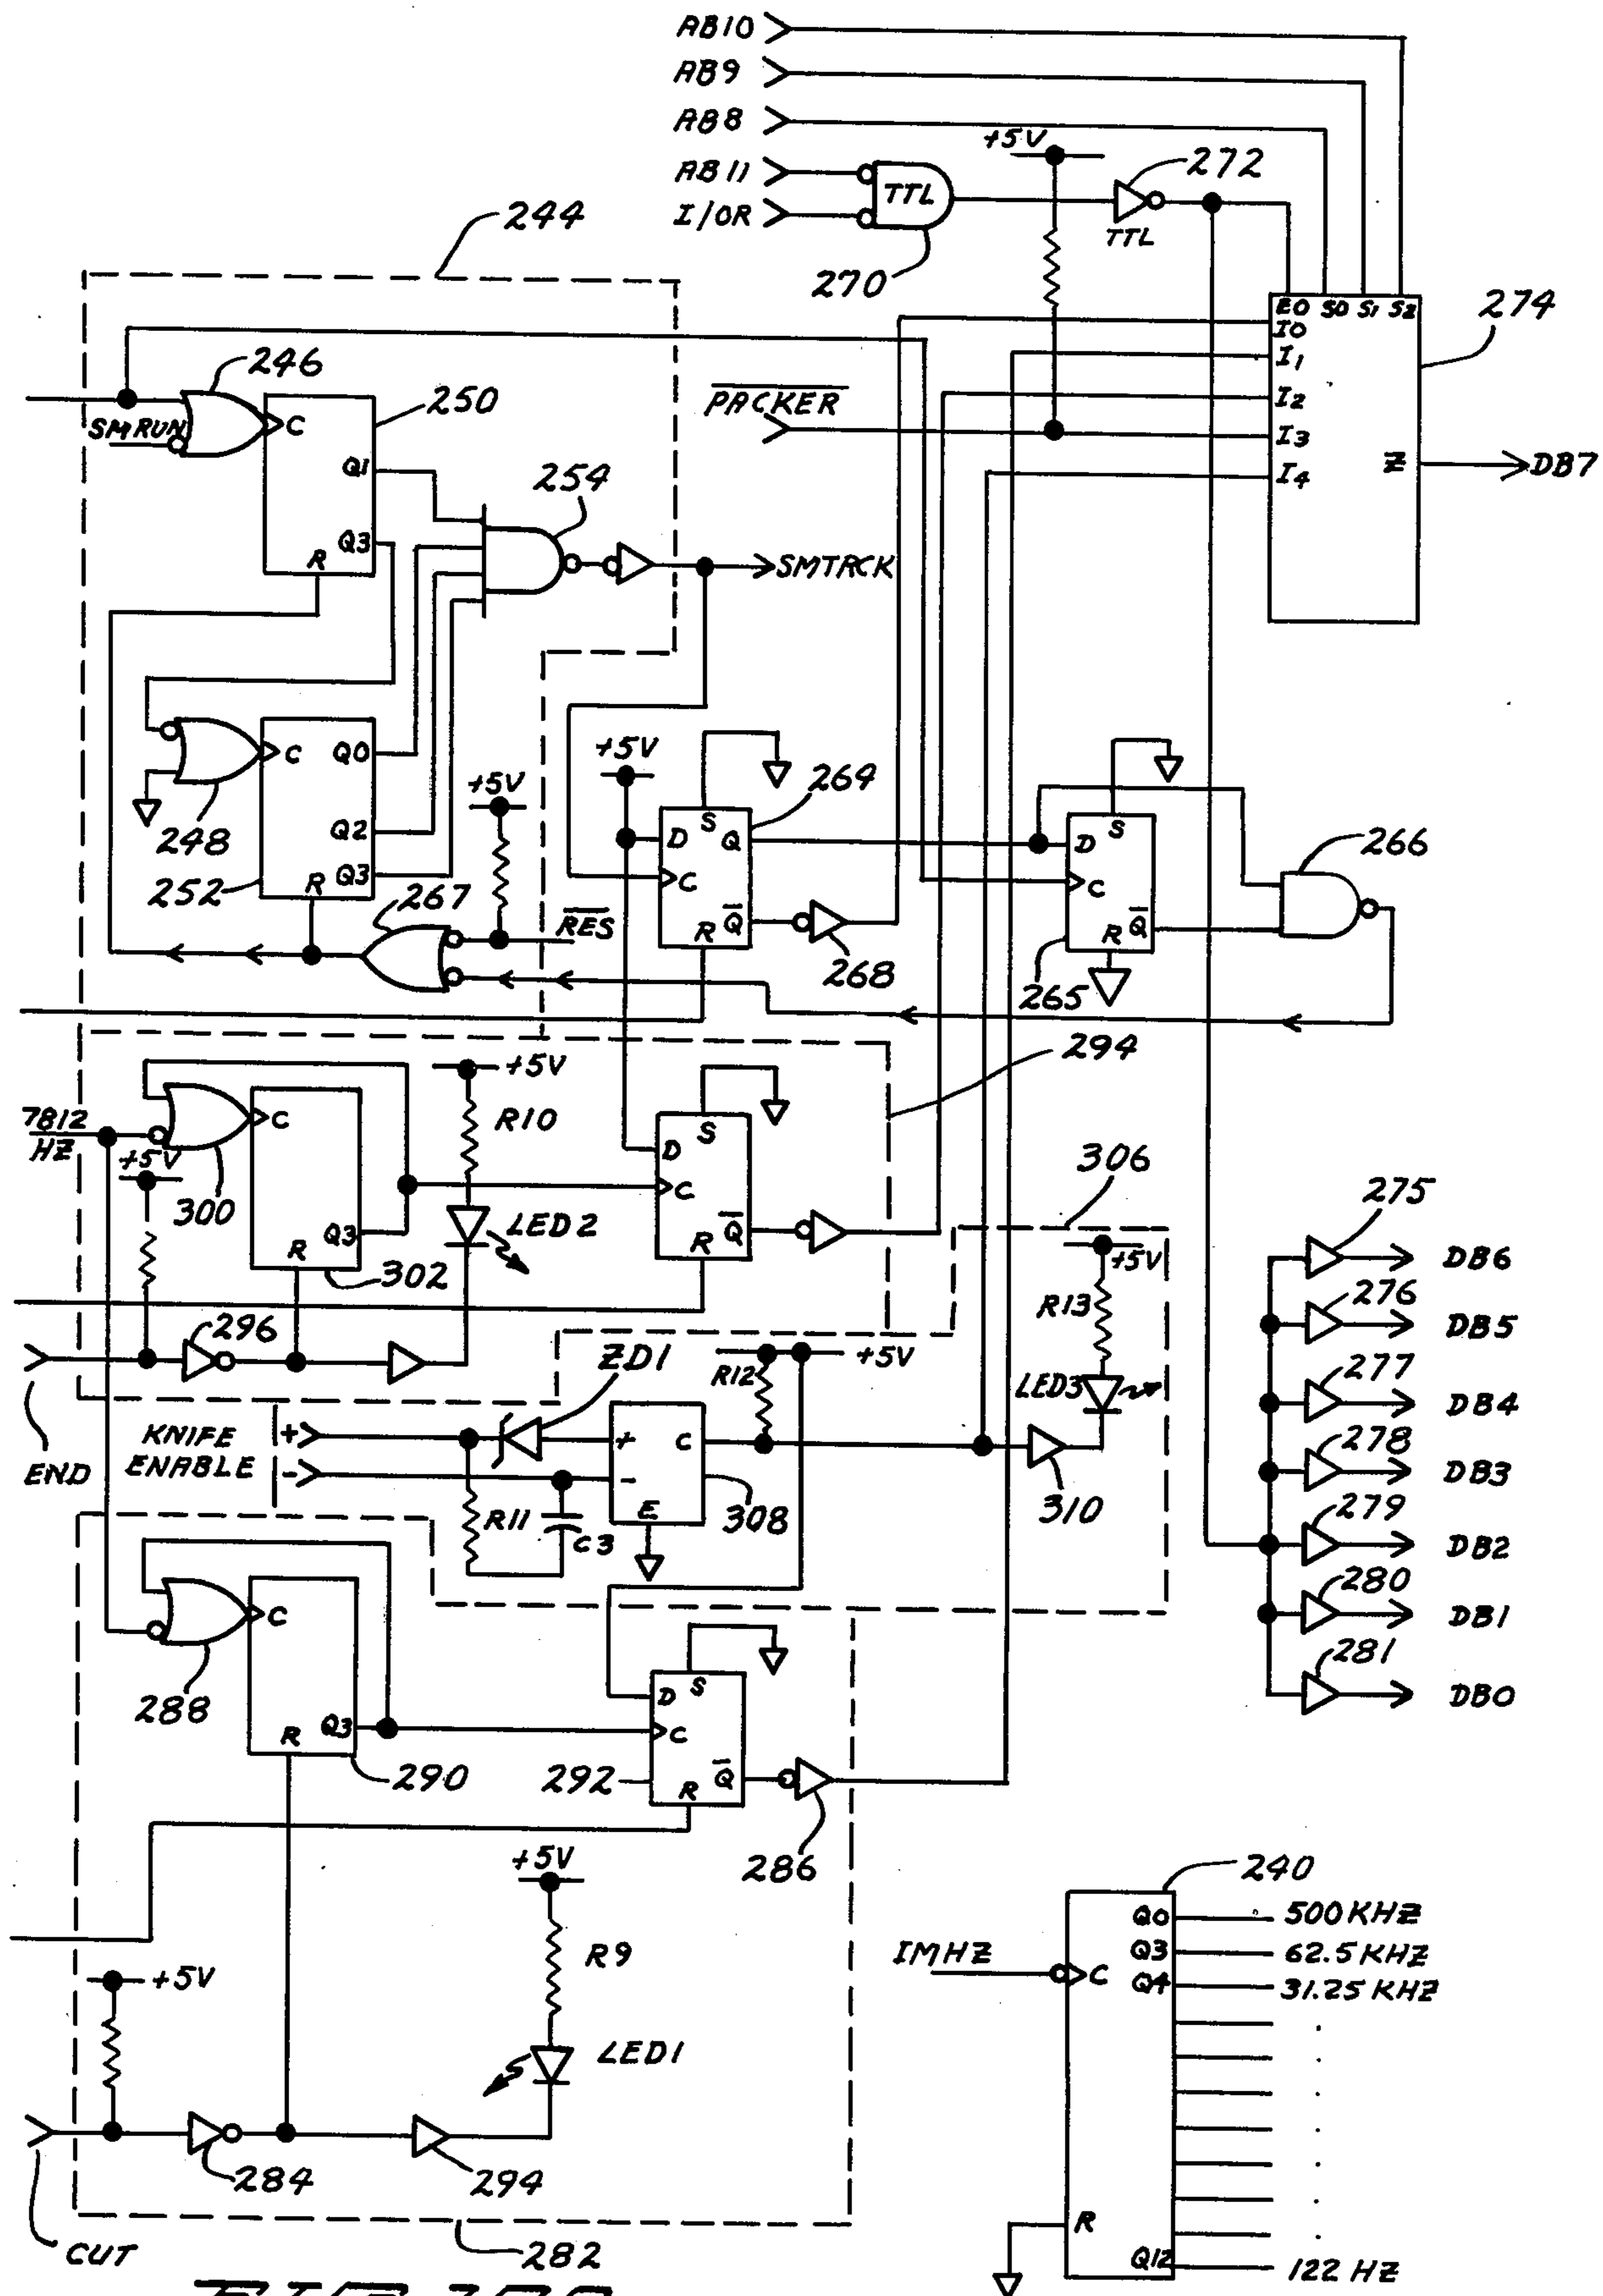 AB10
AB9
AB8
AB11
I/OR
TTL
270
+5V
272
TTL
244
EO S0 S1 S2
I0
I1
I2
I3
I4
Z
274
DB7
246
SMRUN
C
250
Q1
Q3
R
PACKER
254
SMTRCK
248
C
Q0
Q2
Q3
R
252
+5V
267
RES
+5V
264
D
S
Q
C
Q
R
268
D
S
C
R
Q
265
266
294
7812
HZ
+5V
300
C
Q3
R
302
+5V
R10
LED2
D
S
C
Q
R
296
END
306
+5V
R13
LED3
310
ZD1
R12
+5V
KNIFE
ENABLE
+
-
R11
C3
+
-
C
E
308
275
DB6
276
DB5
277
DB4
278
DB3
279
DB2
280
DB1
281
DB0
288
C
Q3
R
290
292
D
S
C
Q
R
286
+5V
R9
LED1
+5V
284
294
CUT
282
240
1MHZ
C
Q0
Q3
Q4
R
Q12
500KHZ
62.5 KHZ
31.25 KHZ
122 HZ